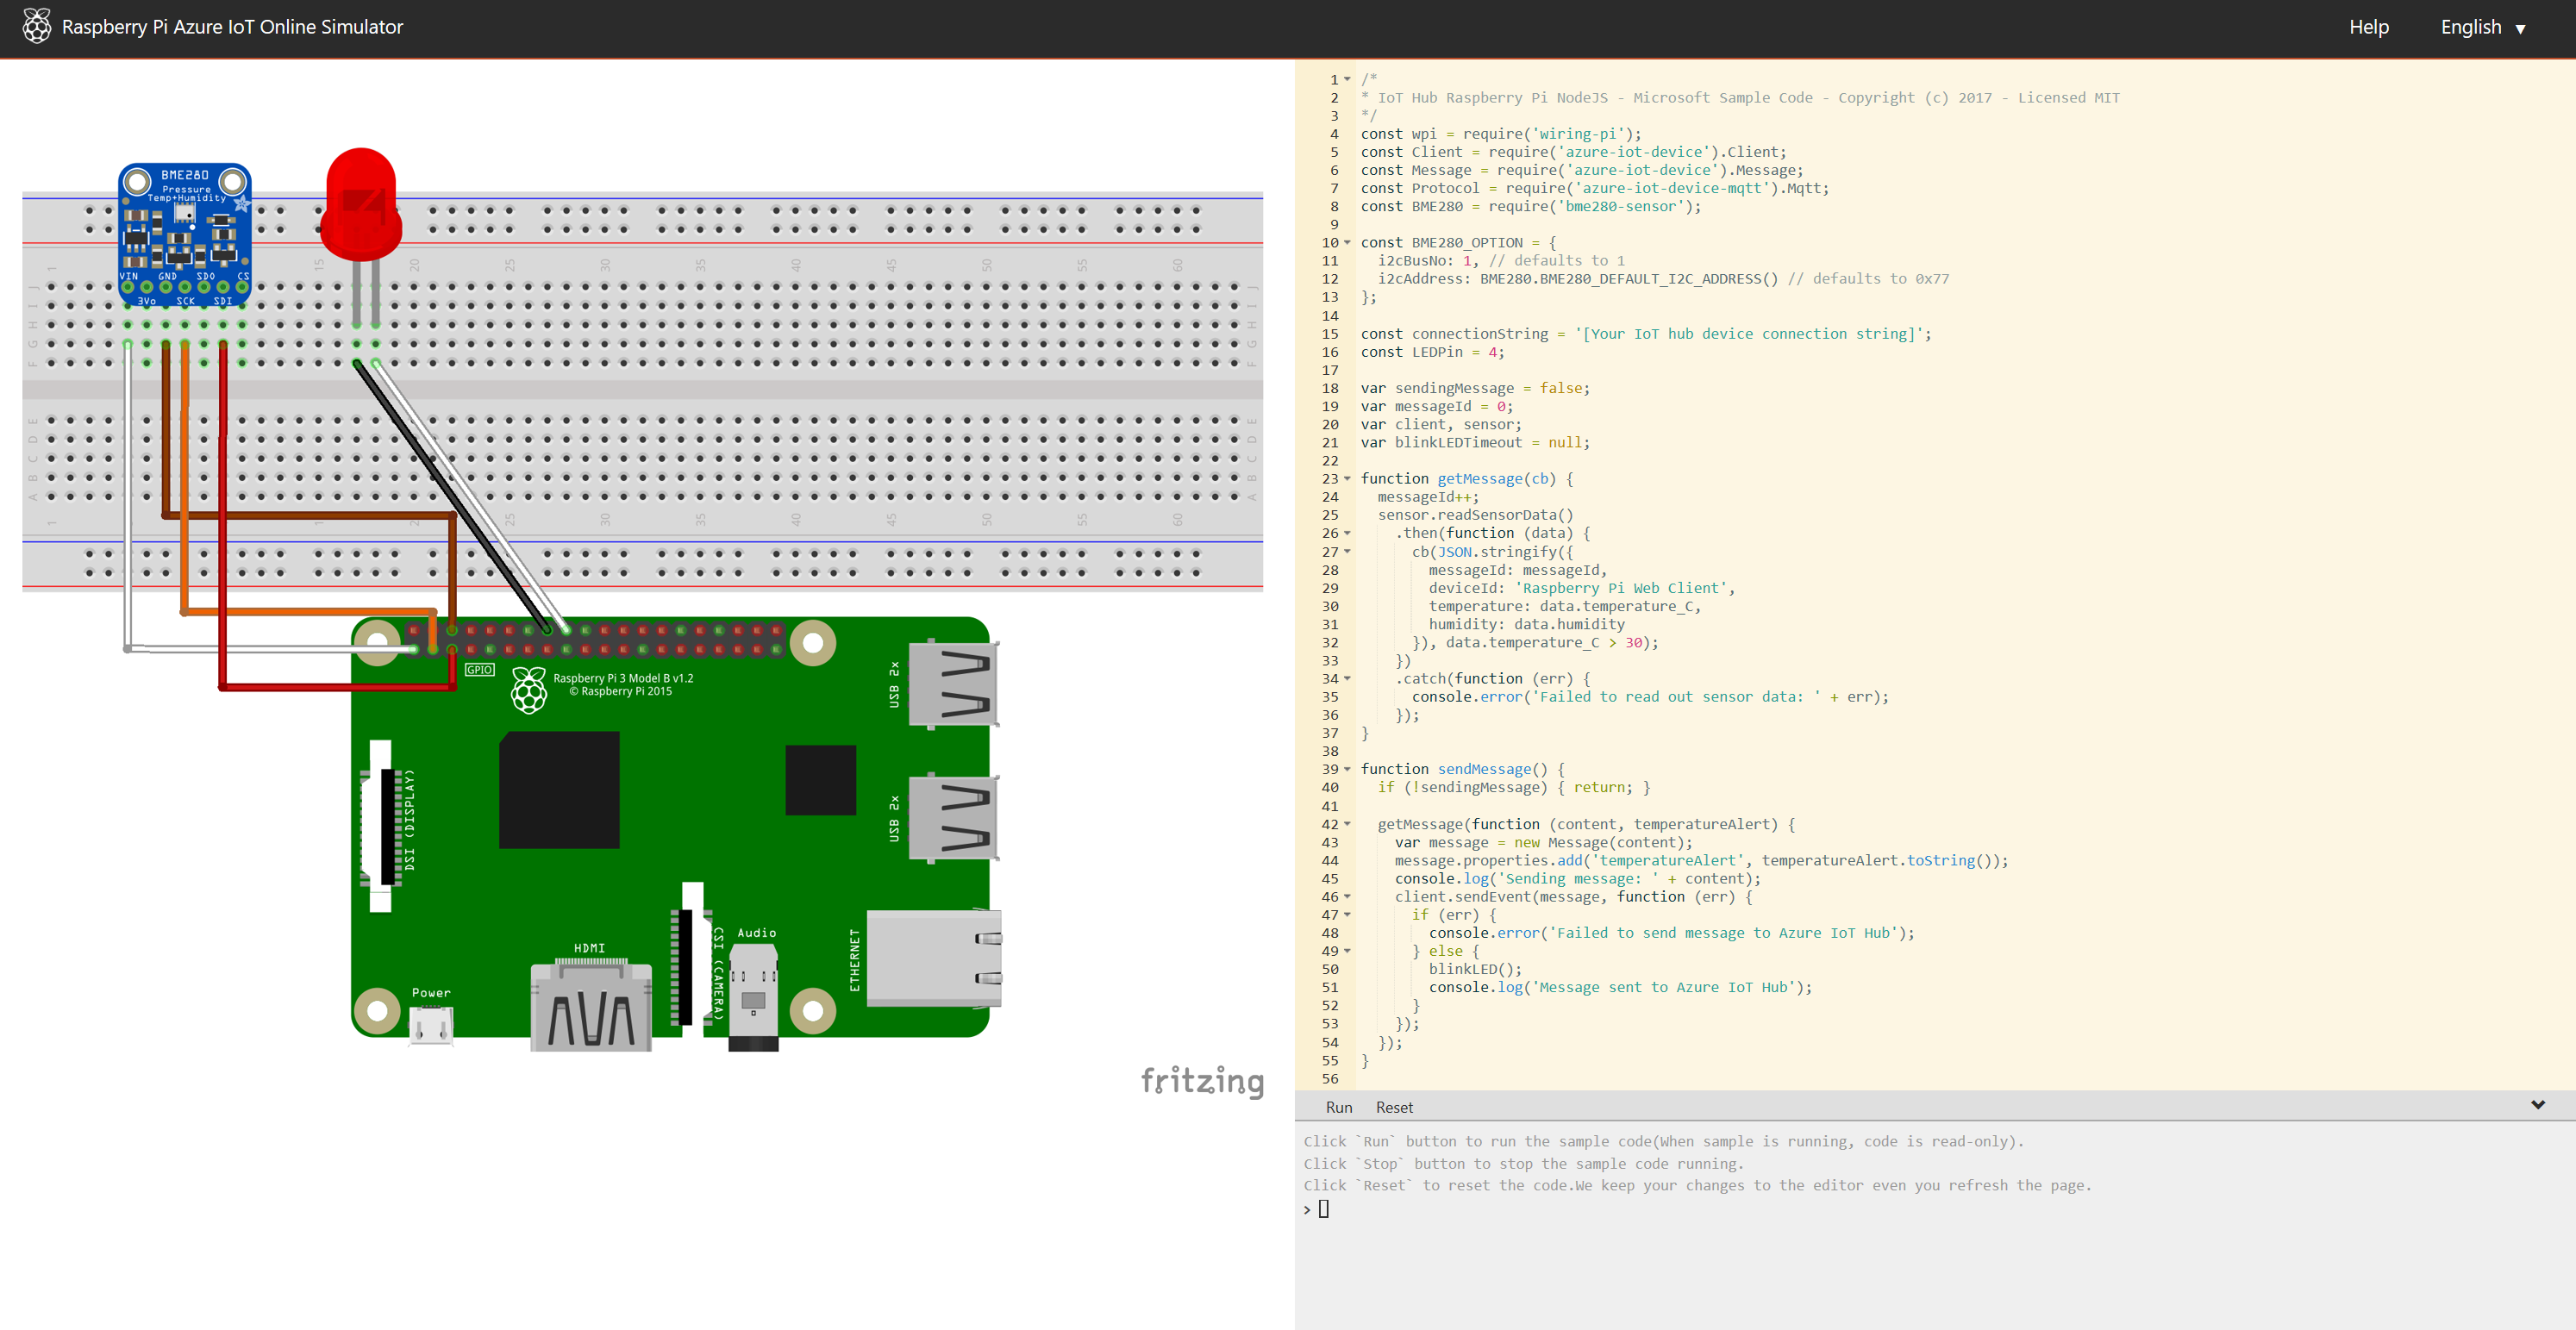 Raspberry Pi Azure IoT Online Simulator
Help
English ▼
BME280
Pressure
Temp+Humidity
VIN GND SDO CS
3Vo SCK SDI
1 15 20 25 30 35 40 45 50 55 60
J
I
H
G
F
E
D
C
B
A
1 15 20 25 30 35 40 45 50 55 60
GPIO
Raspberry Pi 3 Model B v1.2
© Raspberry Pi 2015
USB 2x
USB 2x
DSI (DISPLAY)
CSI (CAMERA)
Audio
ETHERNET
HDMI
Power
fritzing
1 /*
2 * IoT Hub Raspberry Pi NodeJS - Microsoft Sample Code - Copyright (c) 2017 - Licensed MIT
3 */
4 const wpi = require('wiring-pi');
5 const Client = require('azure-iot-device').Client;
6 const Message = require('azure-iot-device').Message;
7 const Protocol = require('azure-iot-device-mqtt').Mqtt;
8 const BME280 = require('bme280-sensor');
9
10 const BME280_OPTION = {
11 i2cBusNo: 1, // defaults to 1
12 i2cAddress: BME280.BME280_DEFAULT_I2C_ADDRESS() // defaults to 0x77
13 };
14
15 const connectionString = '[Your IoT hub device connection string]';
16 const LEDPin = 4;
17
18 var sendingMessage = false;
19 var messageId = 0;
20 var client, sensor;
21 var blinkLEDTimeout = null;
22
23 function getMessage(cb) {
24 messageId++;
25 sensor.readSensorData()
26 .then(function (data) {
27 cb(JSON.stringify({
28 messageId: messageId,
29 deviceId: 'Raspberry Pi Web Client',
30 temperature: data.temperature_C,
31 humidity: data.humidity
32 }), data.temperature_C > 30);
33 })
34 .catch(function (err) {
35 console.error('Failed to read out sensor data: ' + err);
36 });
37 }
38
39 function sendMessage() {
40 if (!sendingMessage) { return; }
41
42 getMessage(function (content, temperatureAlert) {
43 var message = new Message(content);
44 message.properties.add('temperatureAlert', temperatureAlert.toString());
45 console.log('Sending message: ' + content);
46 client.sendEvent(message, function (err) {
47 if (err) {
48 console.error('Failed to send message to Azure IoT Hub');
49 } else {
50 blinkLED();
51 console.log('Message sent to Azure IoT Hub');
52 }
53 });
54 });
55 }
56
Run Reset
Click `Run` button to run the sample code(When sample is running, code is read-only).
Click `Stop` button to stop the sample code running.
Click `Reset` to reset the code.We keep your changes to the editor even you refresh the page.
>